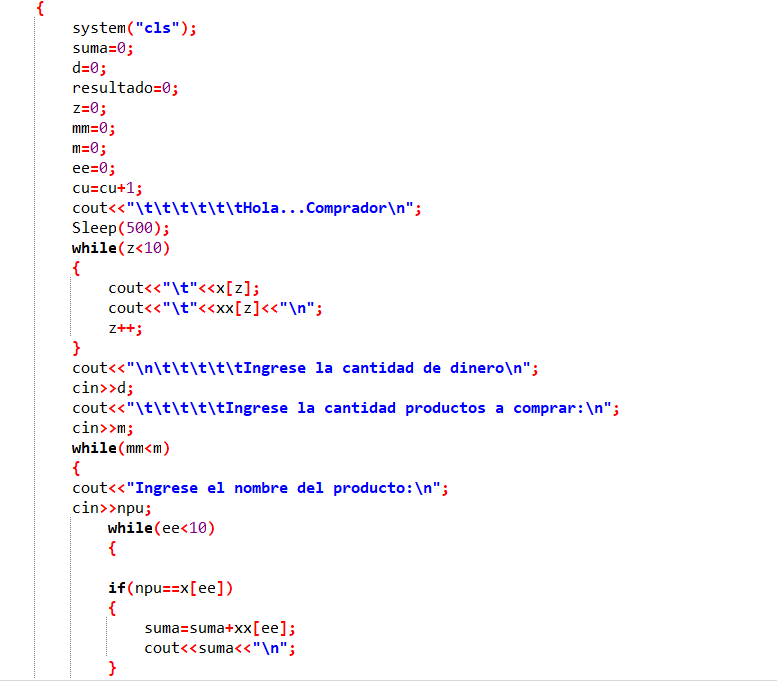 {
system("cls");
suma=0;
d=0;
resultado=0;
z=0;
mm=0;
m=0;
ee=0;
cu=cu+1;
cout<<"\t\t\t\t\t\tHola...Comprador\n";
Sleep(500);
while(z<10)
{
cout<<"\t"<<x[z];
cout<<"\t"<<xx[z]<<"\n";
z++;
}
cout<<"\n\t\t\t\t\tIngrese la cantidad de dinero\n";
cin>>d;
cout<<"\t\t\t\t\tIngrese la cantidad productos a comprar:\n";
cin>>m;
while(mm<m)
{
cout<<"Ingrese el nombre del producto:\n";
cin>>npu;
while(ee<10)
{
if(npu==x[ee])
{
suma=suma+xx[ee];
cout<<suma<<"\n";
}